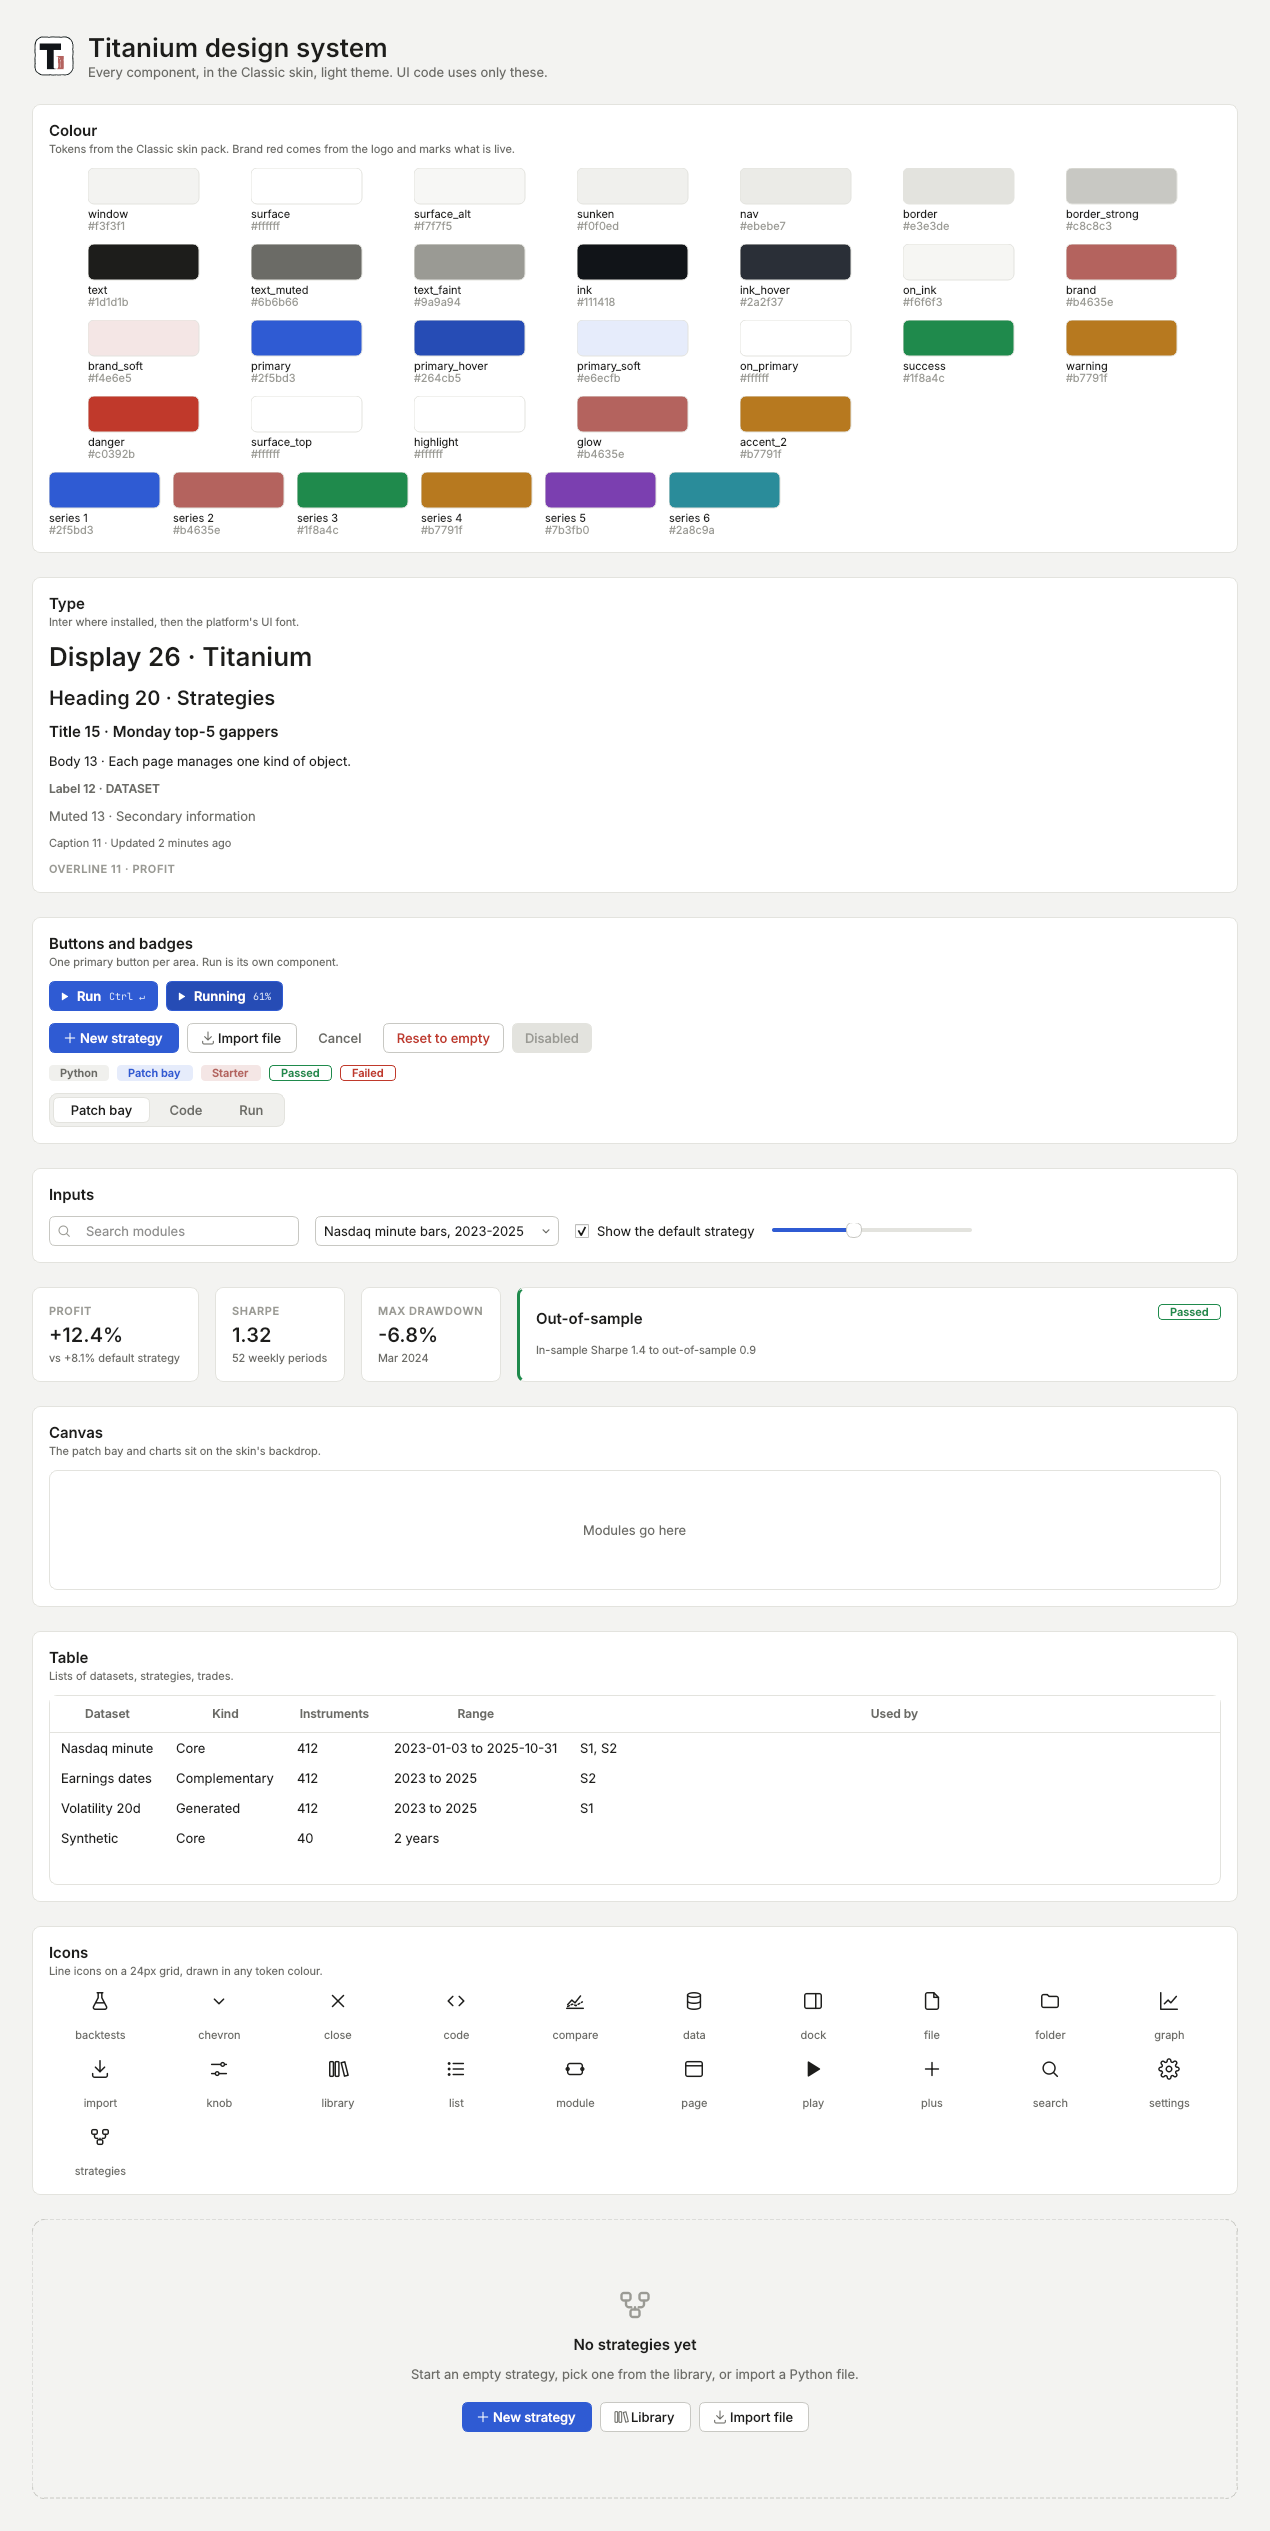 Titanium design system
Every component, in the Classic skin, light theme. UI code uses only these.
Colour
Tokens from the Classic skin pack. Brand red comes from the logo and marks what is live.
window surface surface_alt sunken nav border border_strong
#f3f3f1 #ffffff #f7f7f5 #f0f0ed #ebebe7 #e3e3de #c8c8c3
text text_muted text_faint ink ink_hover on_ink brand
#1d1d1b #6b6b66 #9a9a94 #111418 #2a2f37 #f6f6f3 #b4635e
brand_soft primary primary_hover primary_soft on_primary success warning
#f4e6e5 #2f5bd3 #264cb5 #e6ecfb #ffffff #1f8a4c #b7791f
danger surface_top highlight glow accent_2
#c0392b #ffffff #ffffff #b4635e #b7791f
series 1 series 2 series 3 series 4 series 5 series 6
#2f5bd3 #b4635e #1f8a4c #b7791f #7b3fb0 #2a8c9a
Type
Inter where installed, then the platform's UI font.
Display 26 · Titanium
Heading 20 · Strategies
Title 15 · Monday top-5 gappers
Body 13 · Each page manages one kind of object.
Label 12 · DATASET
Muted 13 · Secondary information
Caption 11 · Updated 2 minutes ago
OVERLINE 11 · PROFIT
Buttons and badges
One primary button per area. Run is its own component.
Run Ctrl ↵ Running 61%
New strategy Import file Cancel Reset to empty Disabled
Python Patch bay Starter Passed Failed
Patch bay Code Run
Inputs
Search modules Nasdaq minute bars, 2023-2025 Show the default strategy
PROFIT SHARPE MAX DRAWDOWN Out-of-sample Passed
+12.4% 1.32 -6.8%
vs +8.1% default strategy 52 weekly periods Mar 2024 In-sample Sharpe 1.4 to out-of-sample 0.9
Canvas
The patch bay and charts sit on the skin's backdrop.
Modules go here
Table
Lists of datasets, strategies, trades.
Dataset Kind Instruments Range Used by
Nasdaq minute Core 412 2023-01-03 to 2025-10-31 S1, S2
Earnings dates Complementary 412 2023 to 2025 S2
Volatility 20d Generated 412 2023 to 2025 S1
Synthetic Core 40 2 years
Icons
Line icons on a 24px grid, drawn in any token colour.
backtests chevron close code compare data dock file folder graph
import knob library list module page play plus search settings
strategies
No strategies yet
Start an empty strategy, pick one from the library, or import a Python file.
New strategy Library Import file